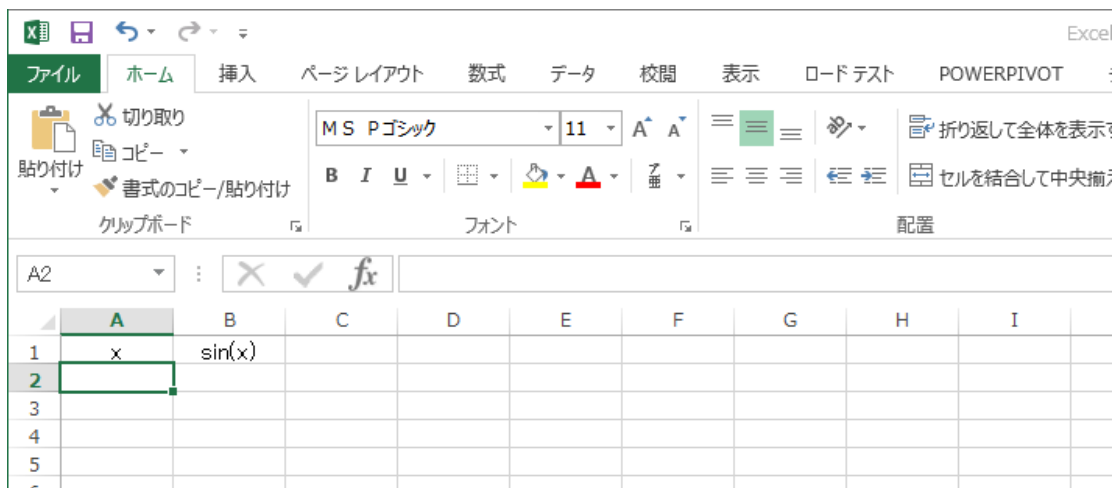 Excel
ファイル ホーム 挿入 ページ レイアウト 数式 データ 校閲 表示 ロード テスト POWERPIVOT
切り取り
コピー
書式のコピー/貼り付け
貼り付け
クリップボード
ＭＳ Ｐゴシック 11
B I U A
フォント
折り返して全体を表示す
セルを結合して中央揃え
配置
A2 fx
A B C D E F G H I
1 x sin(x)
2
3
4
5